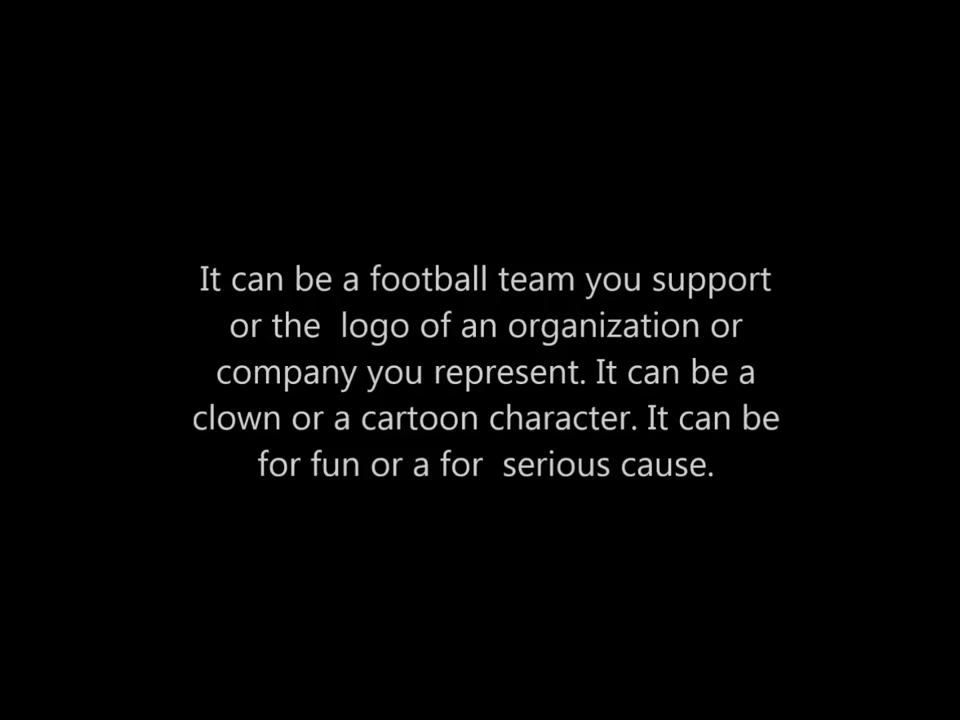 It can be a football team you support
or the  logo of an organization or
company you represent. It can be a
clown or a cartoon character. It can be
for fun or a for  serious cause.